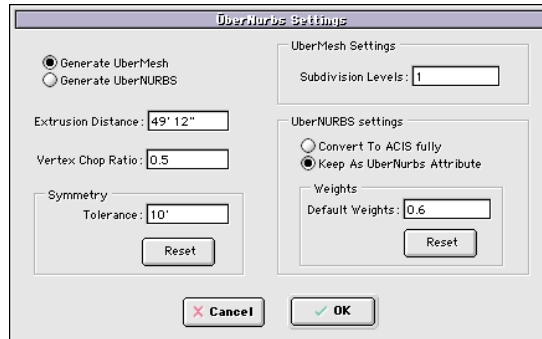 ÜberNurbs Settings
Generate UberMesh
Generate UberNURBS
Extrusion Distance: 49' 12"
Vertex Chop Ratio: 0.5
Symmetry
Tolerance: 10'
Reset
UberMesh Settings
Subdivision Levels: 1
UberNURBS settings
Convert To ACIS fully
Keep As UberNurbs Attribute
Weights
Default Weights: 0.6
Reset
Cancel
OK